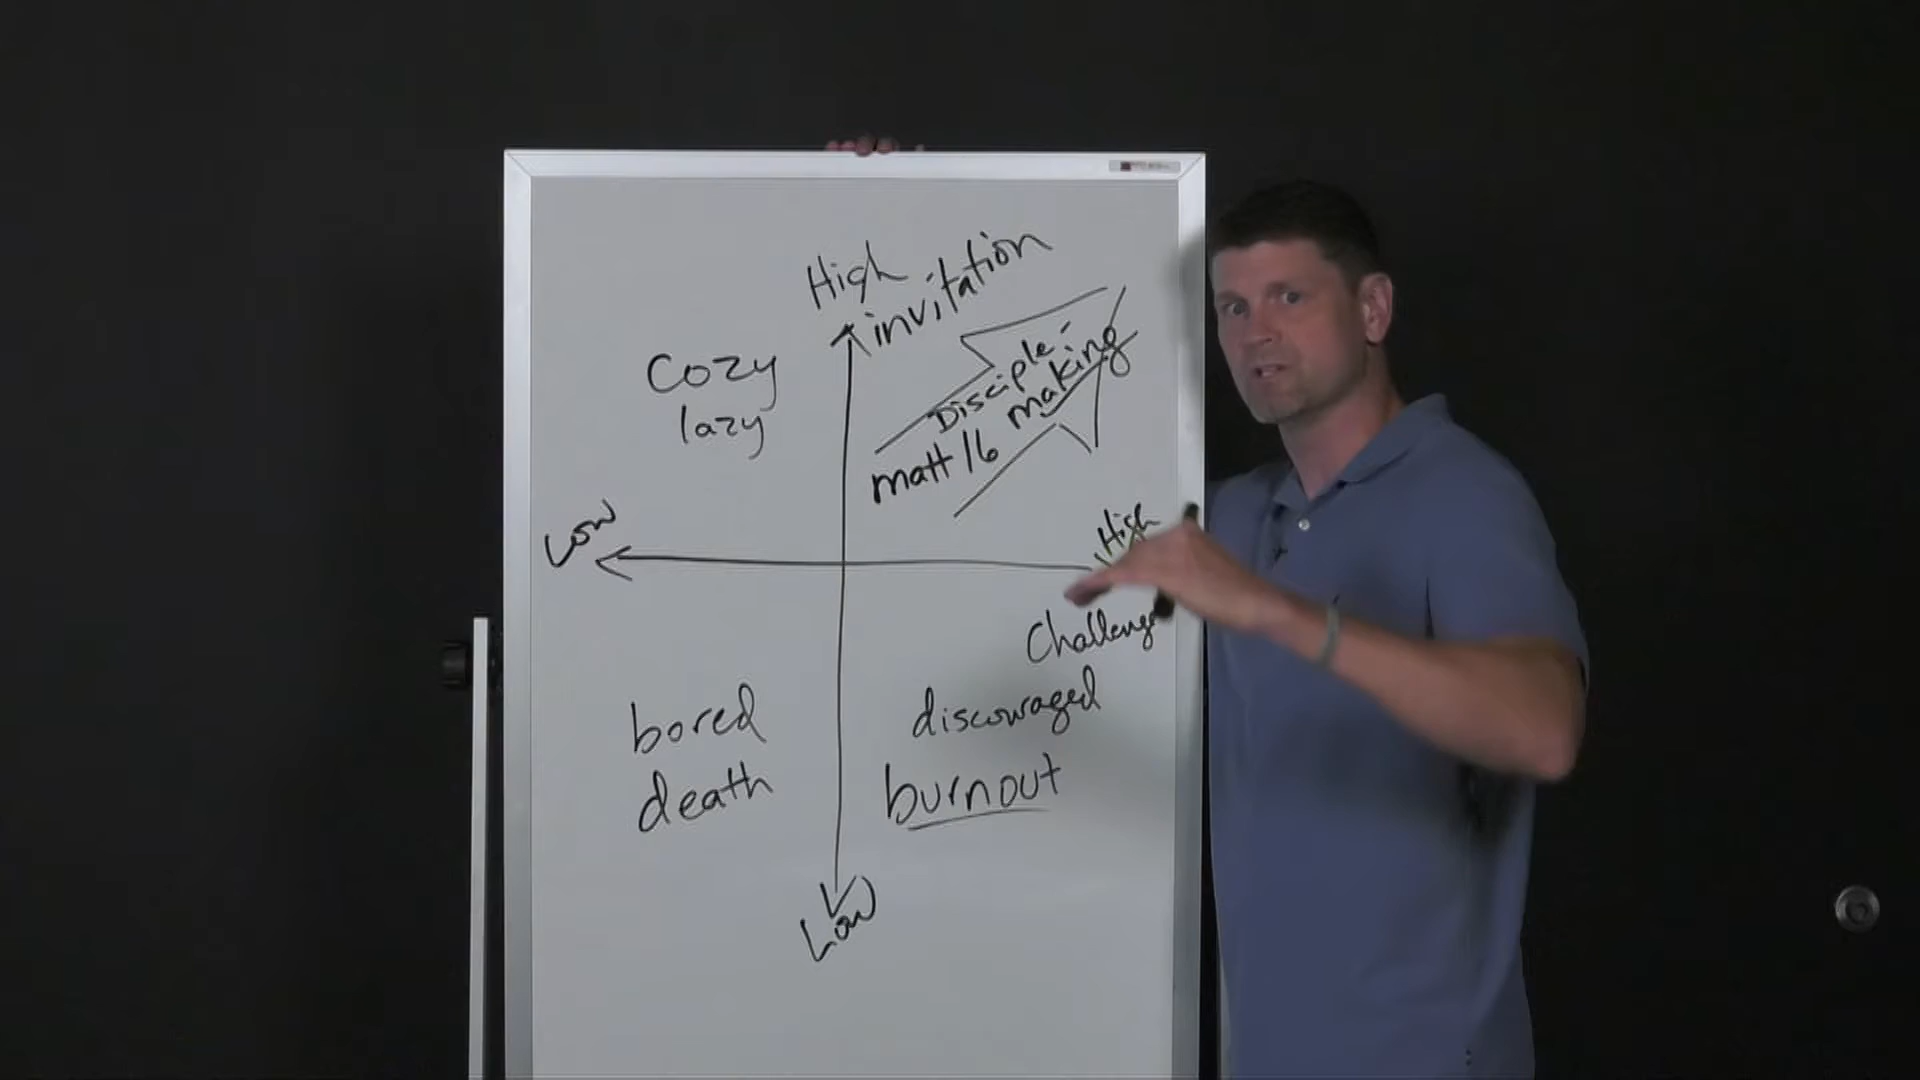 High
invitation
Cozy
lazy
Disciple-
making
matt 16
Low
High
Challenge
bored
death
discouraged
burnout
Low